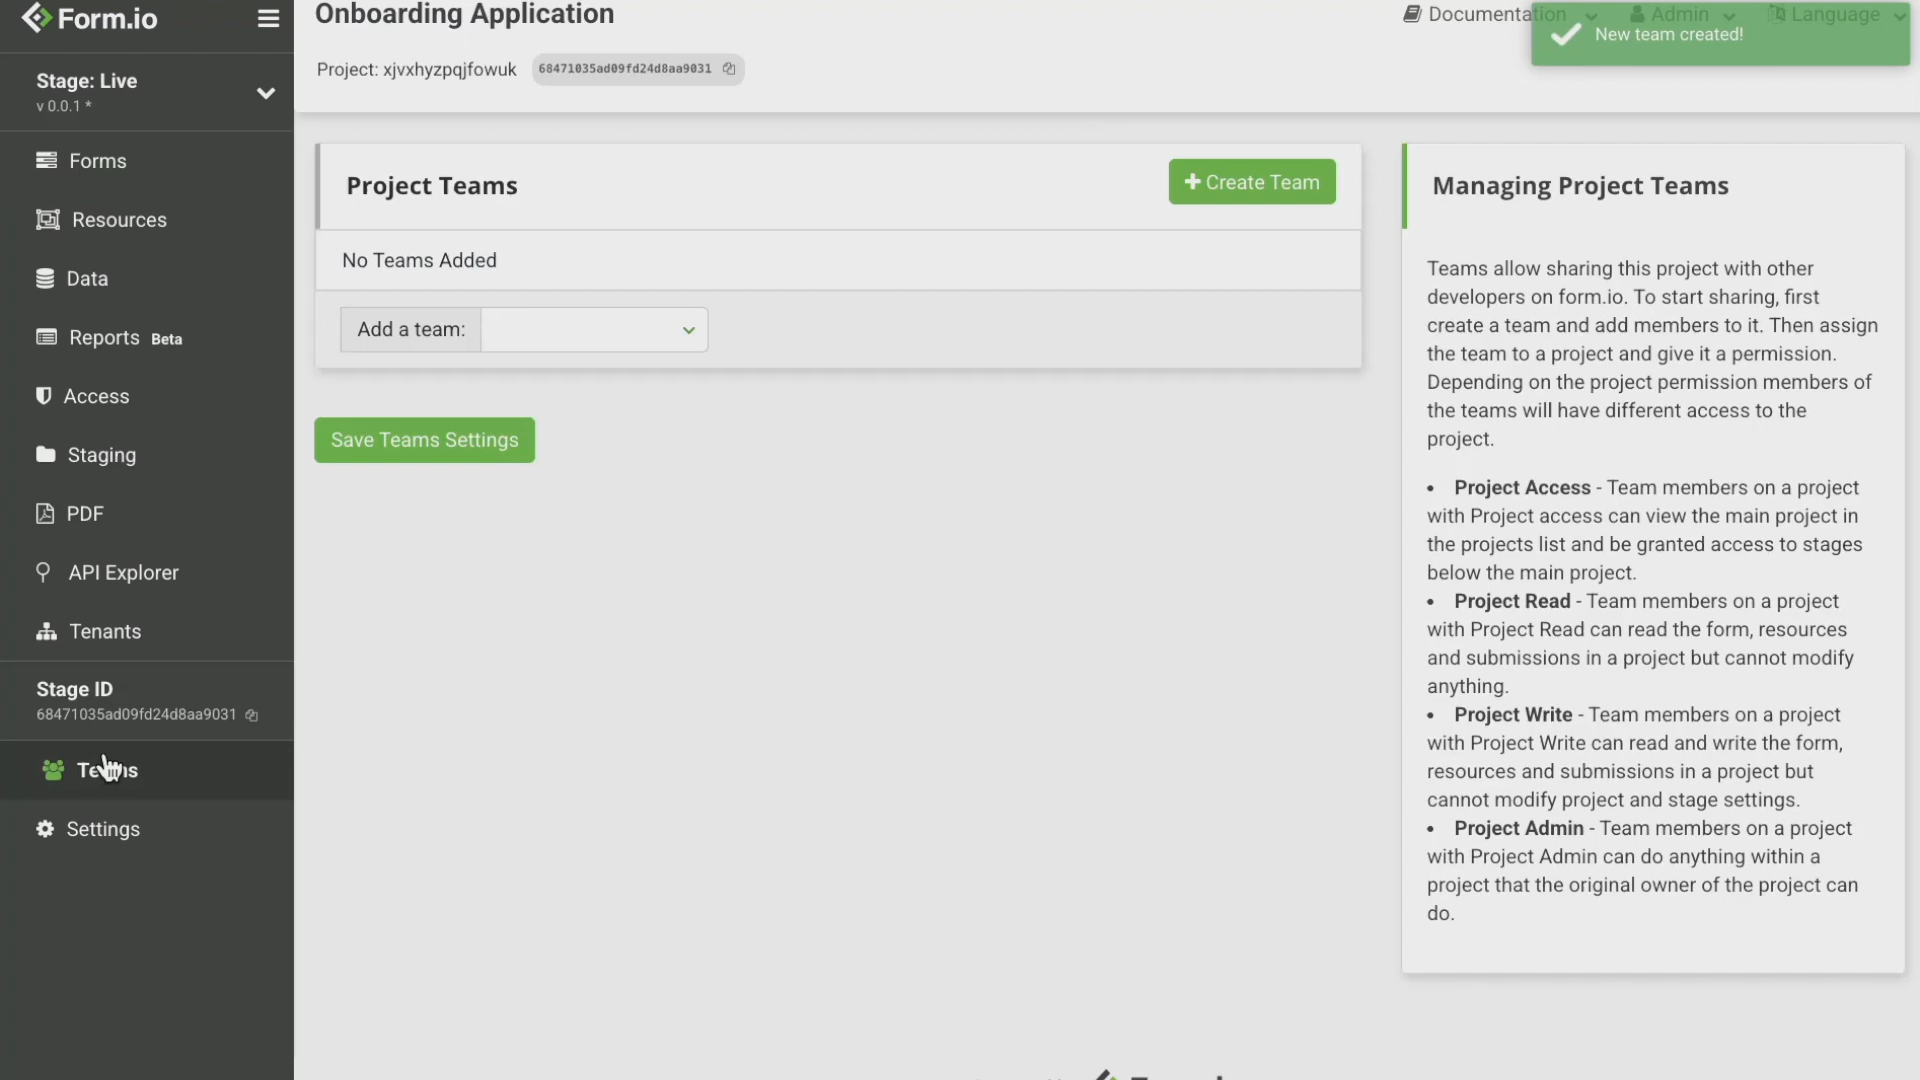 Form.io
Stage: Live
v 0.0.1 *
Forms
Resources
Data
Reports Beta
Access
Staging
PDF
API Explorer
Tenants
Stage ID
68471035ad09fd24d8aa9031
Teams
Settings
Onboarding Application
Project: xjvxhyzpqjfowuk 68471035ad09fd24d8aa9031
Documentation Admin Language
New team created!
Project Teams
Create Team
No Teams Added
Add a team:
Save Teams Settings
Managing Project Teams
Teams allow sharing this project with other
developers on form.io. To start sharing, first
create a team and add members to it. Then assign
the team to a project and give it a permission.
Depending on the project permission members of
the teams will have different access to the
project.
• Project Access - Team members on a project
with Project access can view the main project in
the projects list and be granted access to stages
below the main project.
• Project Read - Team members on a project
with Project Read can read the form, resources
and submissions in a project but cannot modify
anything.
• Project Write - Team members on a project
with Project Write can read and write the form,
resources and submissions in a project but
cannot modify project and stage settings.
• Project Admin - Team members on a project
with Project Admin can do anything within a
project that the original owner of the project can
do.